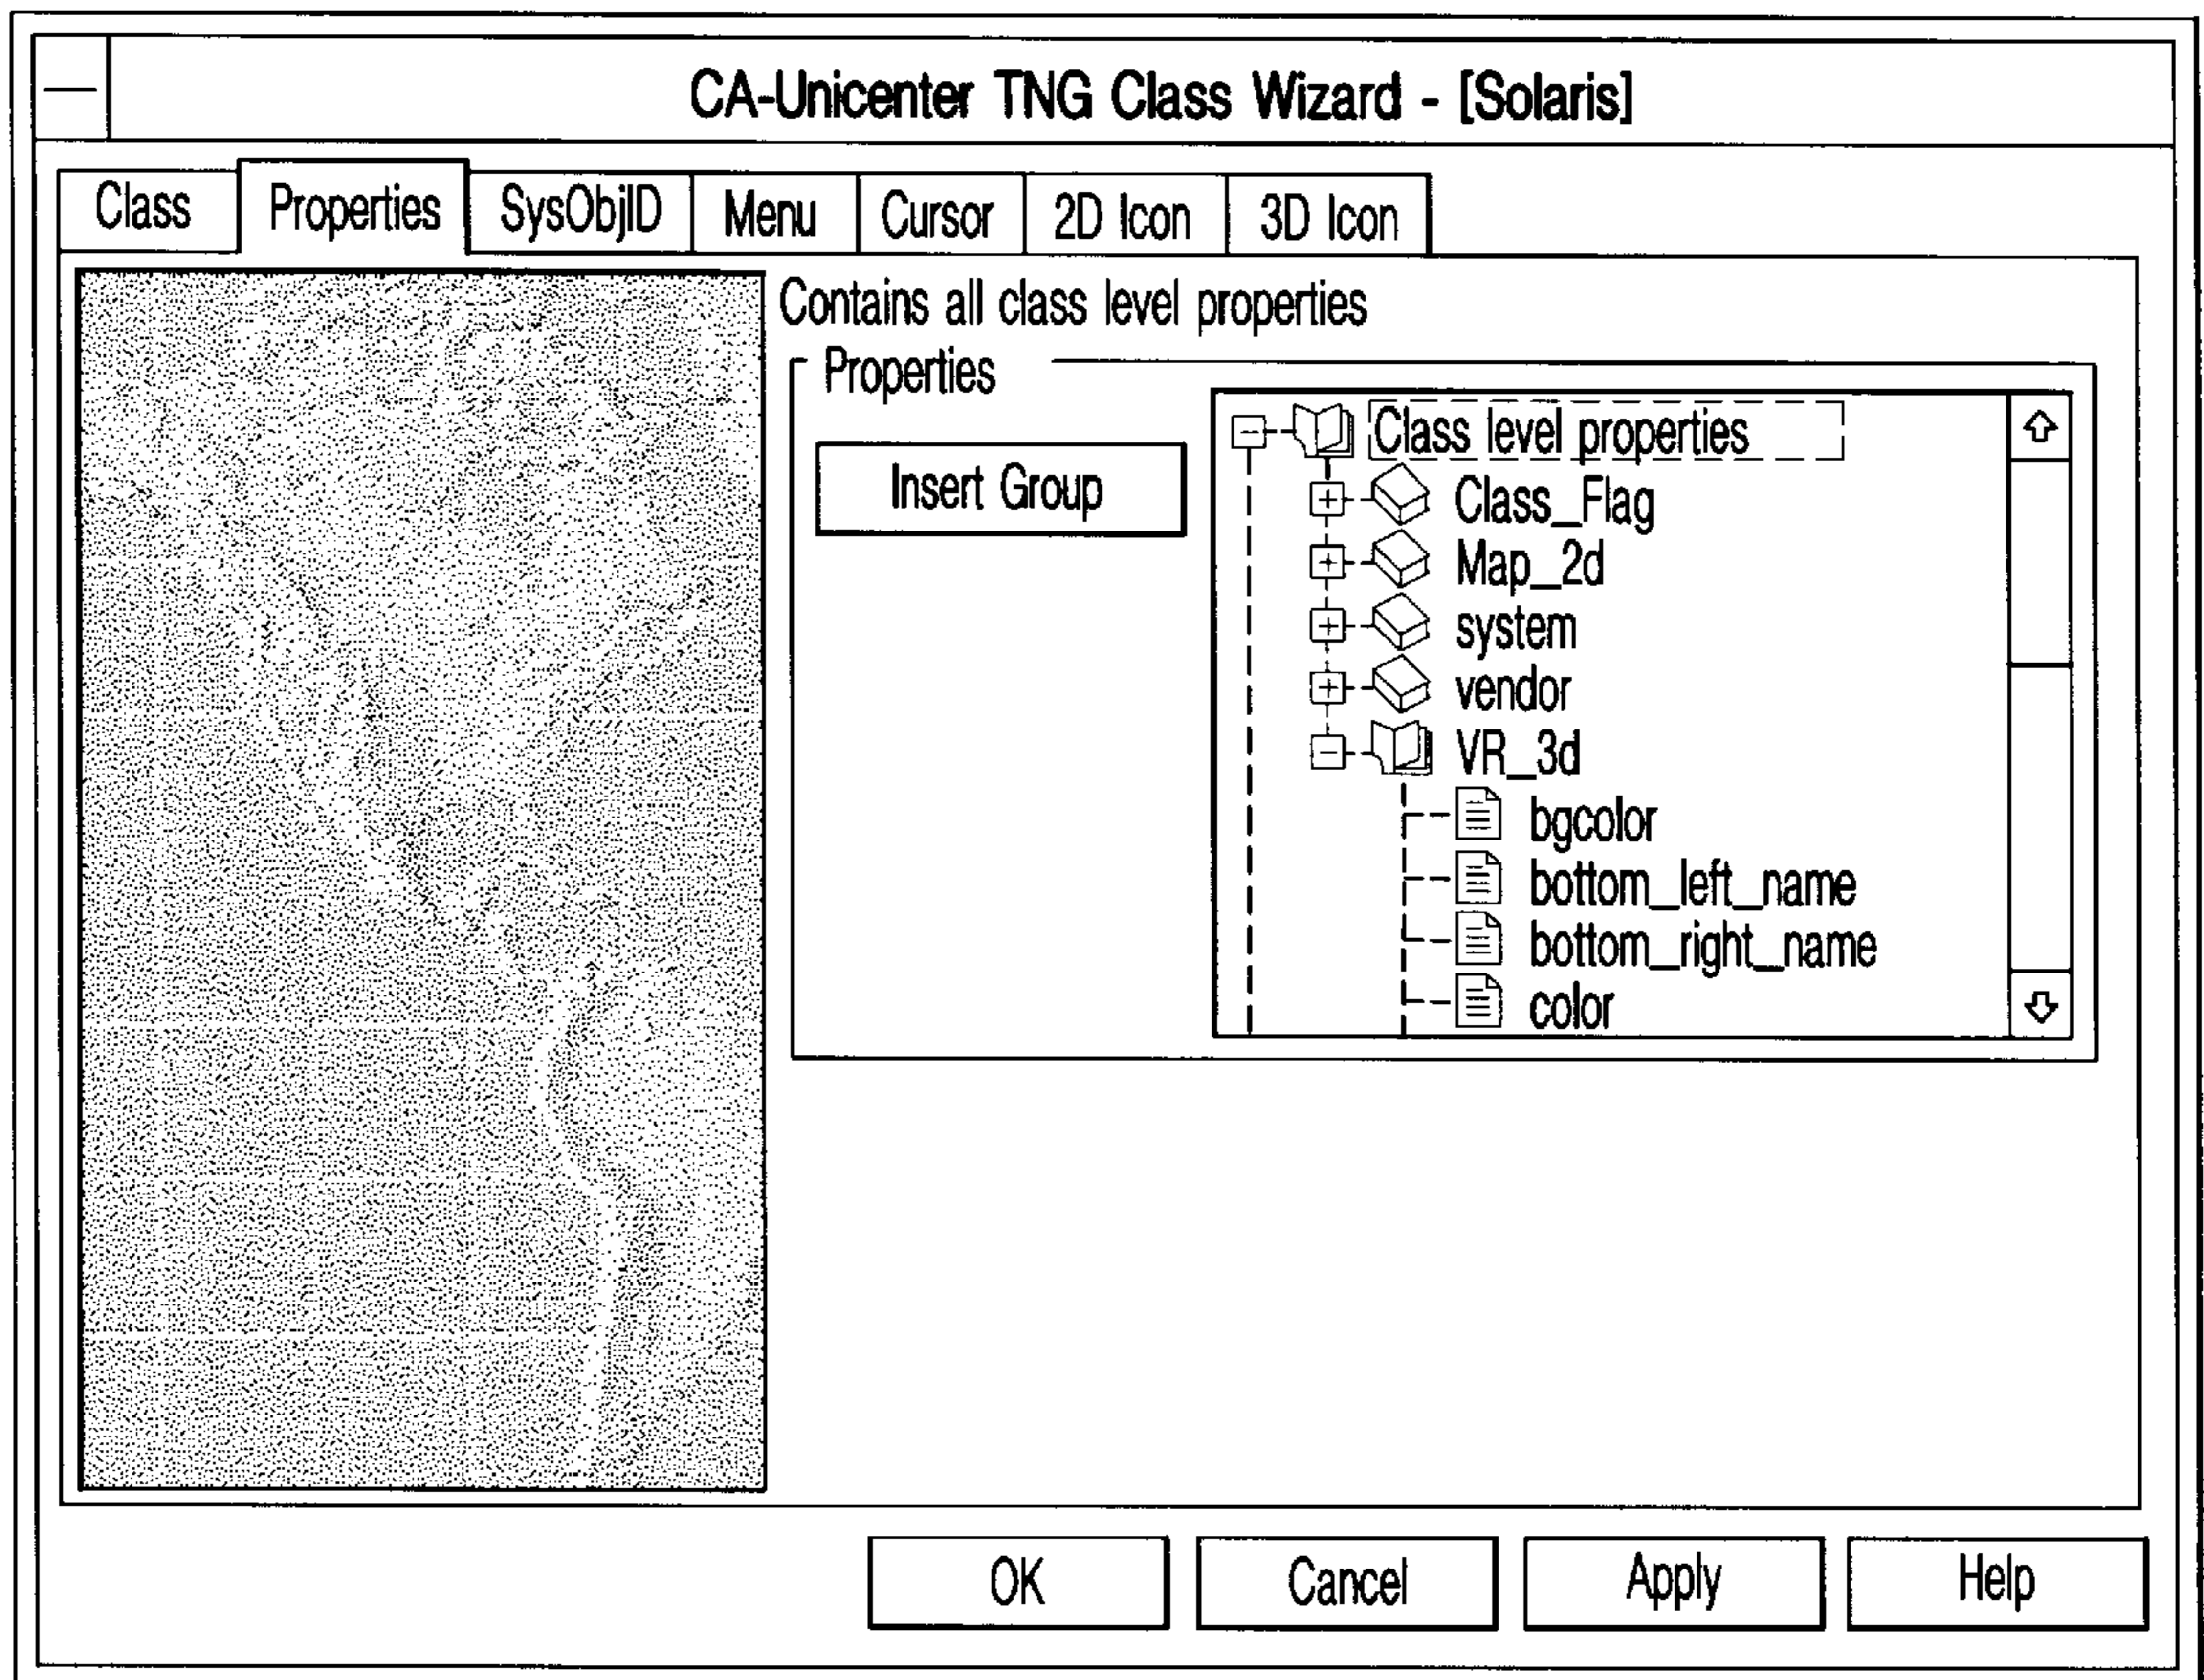 CA-Unicenter TNG Class Wizard - [Solaris]
Class Properties SysObjID Menu Cursor 2D Icon 3D Icon
Contains all class level properties
Properties
Insert Group
Class level properties
Class_Flag
Map_2d
system
vendor
VR_3d
bgcolor
bottom_left_name
bottom_right_name
color
OK Cancel Apply Help